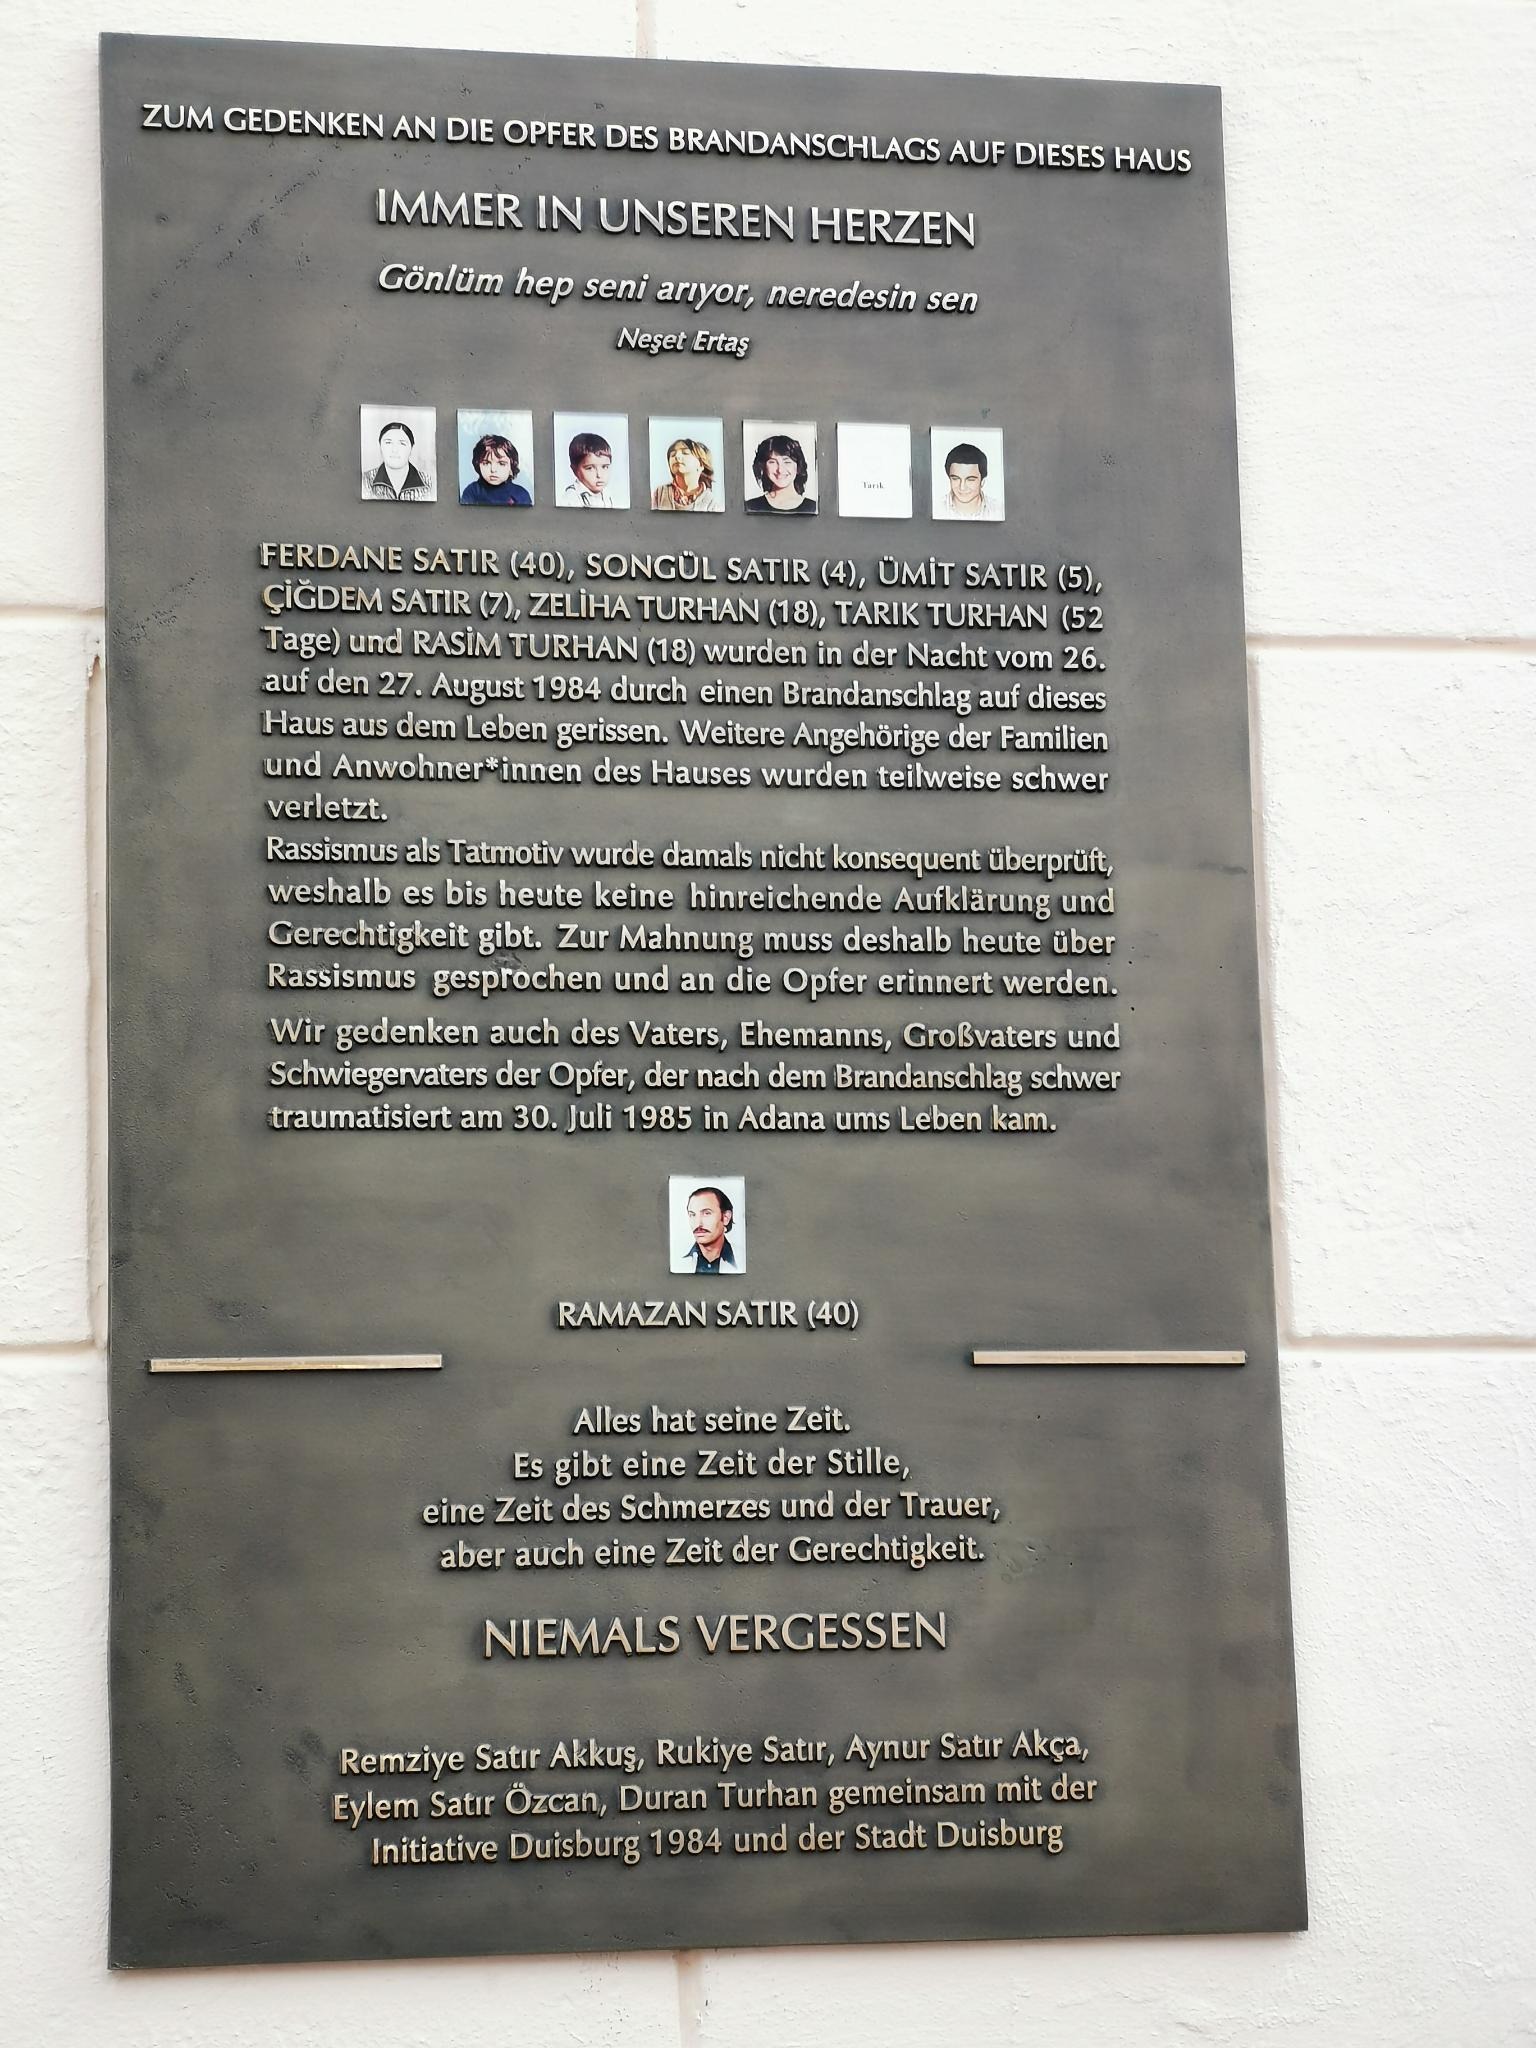 ZUM GEDENKEN AN DIE OPFER DES BRANDANSCHLAGS AUF DIESES HAUS
IMMER IN UNSEREN HERZEN
Gönlüm hep seni arıyor, neredesin sen
Neşet Ertaş
Tarık
FERDANE SATIR (40), SONGÜL SATIR (4), ÜMİT SATIR (5),
ÇİĞDEM SATIR (7), ZELİHA TURHAN (18), TARIK TURHAN (52
Tage) und RASİM TURHAN (18) wurden in der Nacht vom 26.
auf den 27. August 1984 durch einen Brandanschlag auf dieses
Haus aus dem Leben gerissen. Weitere Angehörige der Familien
und Anwohner*innen des Hauses wurden teilweise schwer
verletzt.
Rassismus als Tatmotiv wurde damals nicht konsequent überprüft,
weshalb es bis heute keine hinreichende Aufklärung und
Gerechtigkeit gibt. Zur Mahnung muss deshalb heute über
Rassismus gesprochen und an die Opfer erinnert werden.
Wir gedenken auch des Vaters, Ehemanns, Großvaters und
Schwiegervaters der Opfer, der nach dem Brandanschlag schwer
traumatisiert am 30. Juli 1985 in Adana ums Leben kam.
RAMAZAN SATIR (40)
Alles hat seine Zeit.
Es gibt eine Zeit der Stille,
eine Zeit des Schmerzes und der Trauer,
aber auch eine Zeit der Gerechtigkeit.
NIEMALS VERGESSEN
Remziye Satır Akkuş, Rukiye Satır, Aynur Satır Akça,
Eylem Satır Özcan, Duran Turhan gemeinsam mit der
Initiative Duisburg 1984 und der Stadt Duisburg